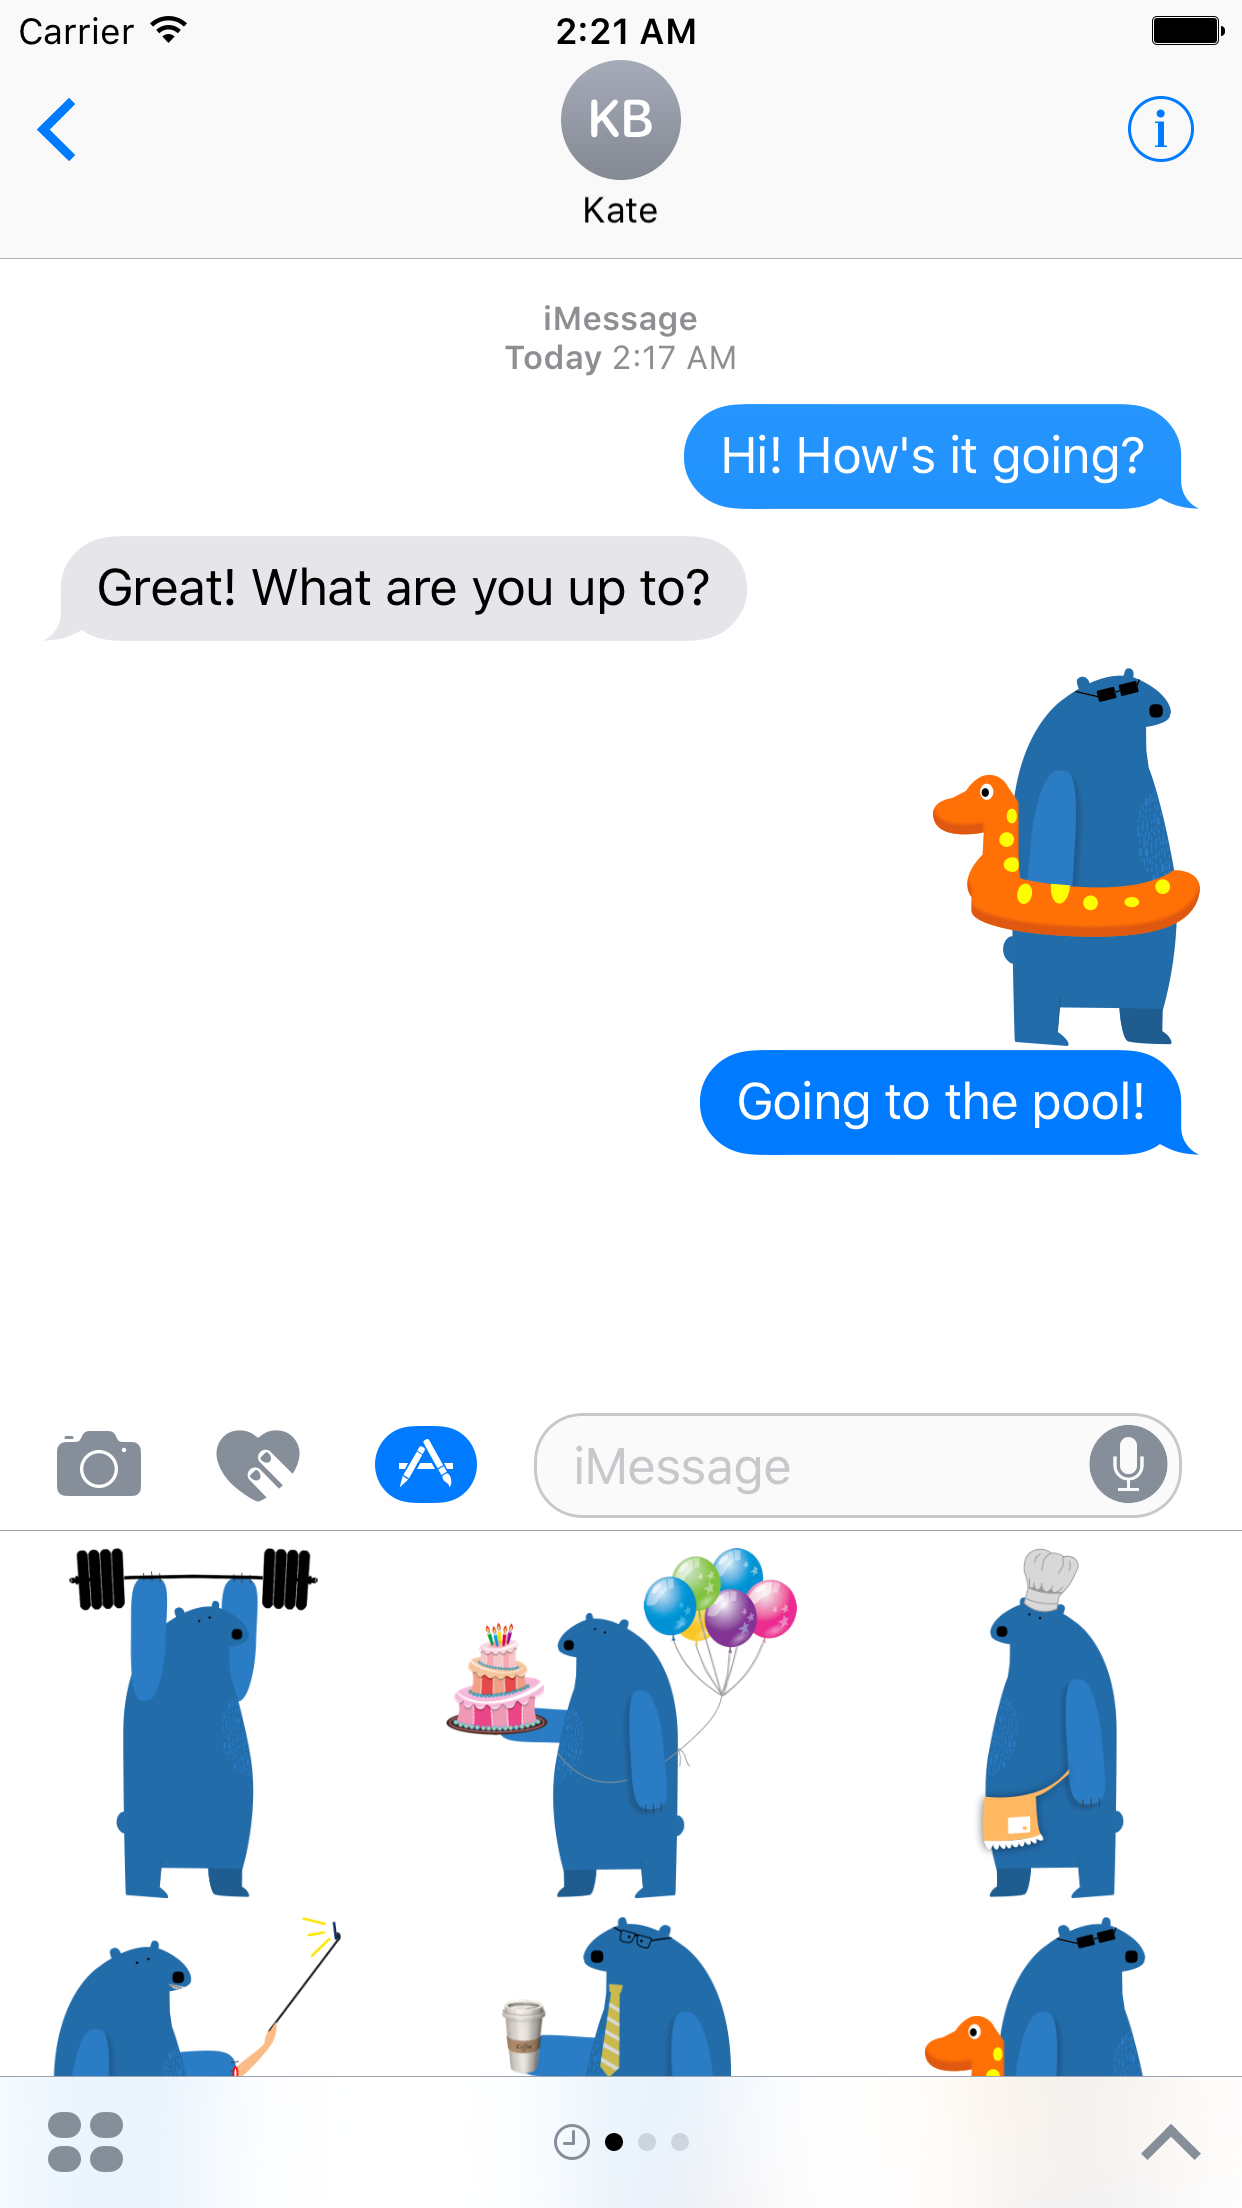 Carrier 2:21 AM
KB
Kate
iMessage
Today 2:17 AM
Hi! How's it going?
Great! What are you up to?
Going to the pool!
iMessage